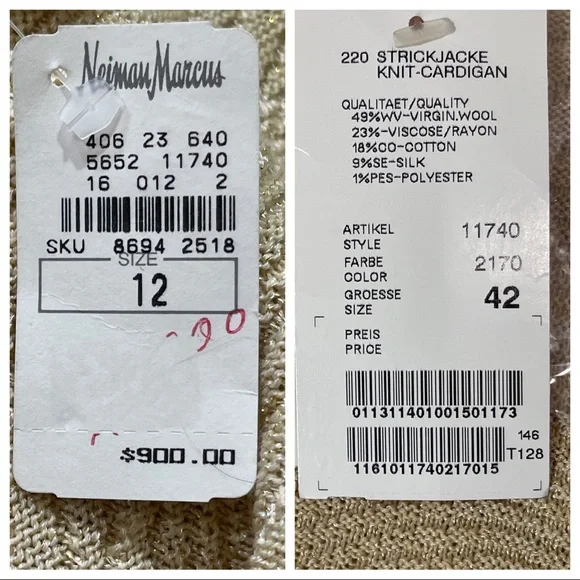 Neiman Marcus
406 23 640
5652 11740
16 012 2
SKU 8694 2518
SIZE
12
$900.00
220 STRICKJACKE
KNIT-CARDIGAN
QUALITAET/QUALITY
49%WV-VIRGIN.WOOL
23%-VISCOSE/RAYON
18%OO-COTTON
9%SE-SILK
1%PES-POLYESTER
ARTIKEL 11740
STYLE
FARBE 2170
COLOR
GROESSE 42
SIZE
PREIS
PRICE
011311401001501173
146
T128
1161011740217015